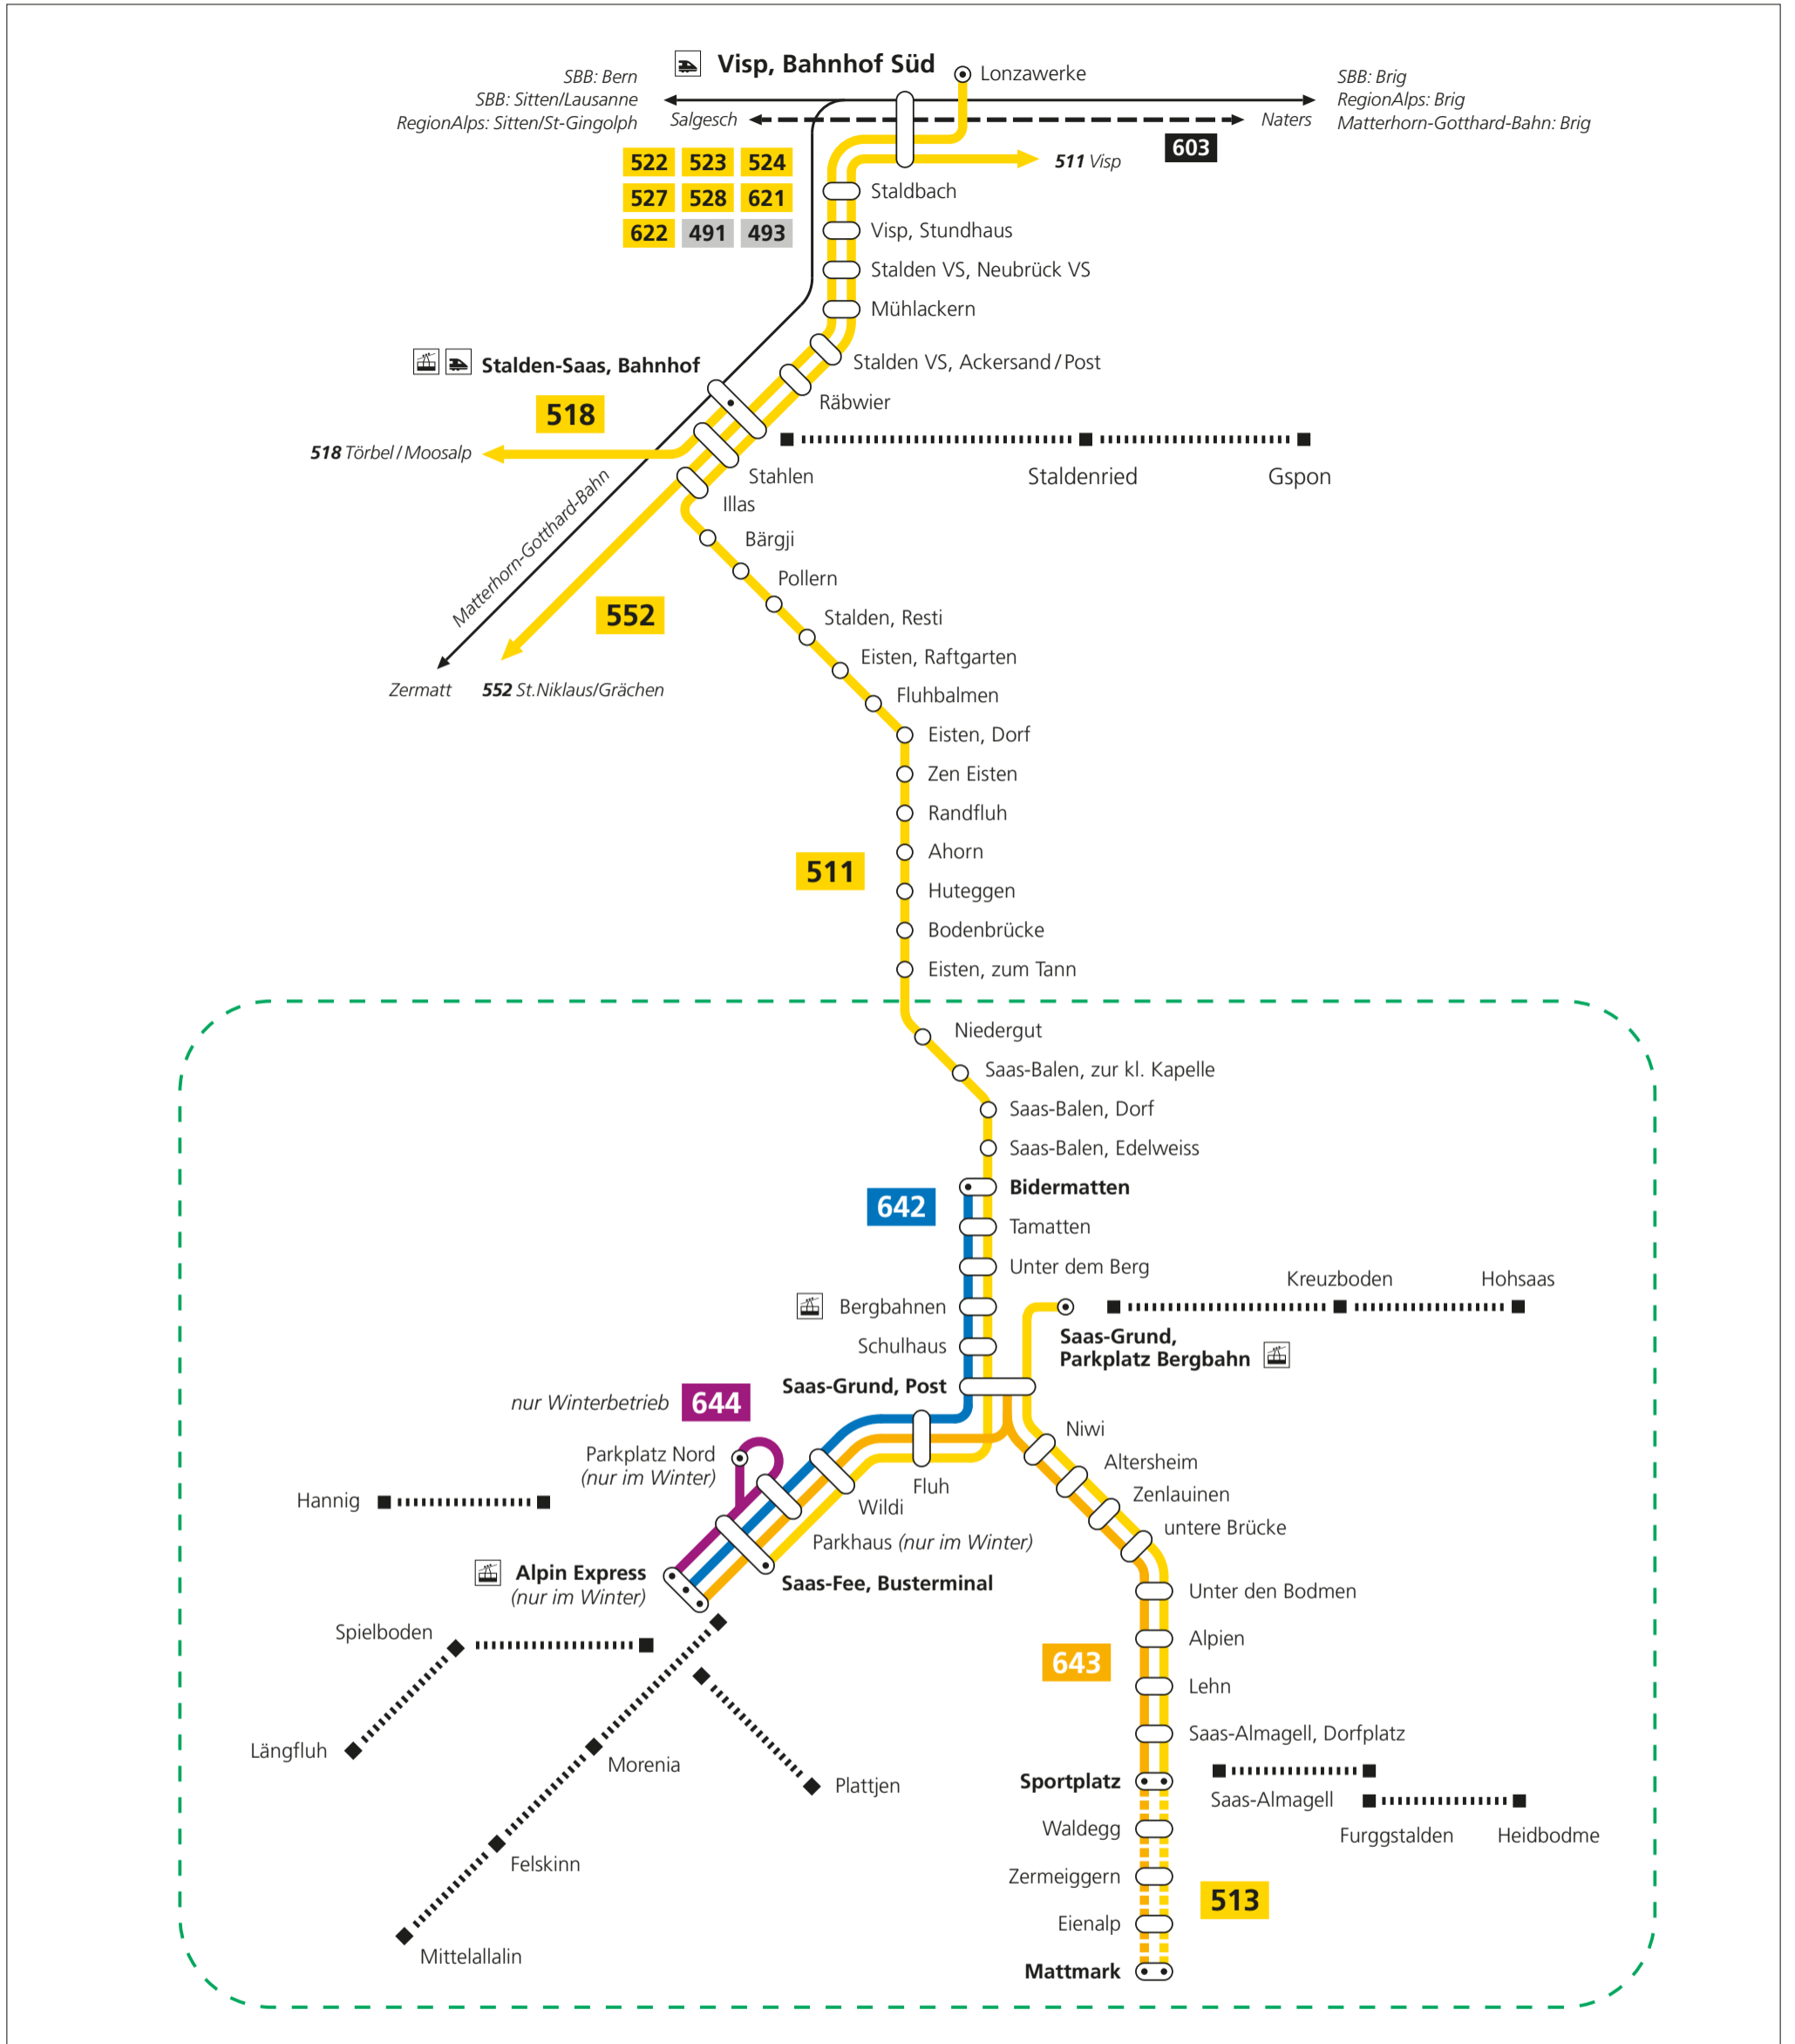 Visp, Bahnhof Süd
Lonzawerke
SBB: Bern
SBB: Sitten/Lausanne
RegionAlps: Sitten/St-Gingolph
SBB: Brig
RegionAlps: Brig
Matterhorn-Gotthard-Bahn: Brig
Salgesch
Naters
603
511 Visp
522 523 524
527 528 621
622 491 493
Staldbach
Visp, Stundhaus
Stalden VS, Neubrück VS
Mühlackern
Stalden VS, Ackersand/Post
Stalden-Saas, Bahnhof
Räbwier
518
518 Törbel/Moosalp
Stahlen
Staldenried
Gspon
Illas
Matterhorn-Gotthard-Bahn
Bärgji
Pollern
552
Stalden, Resti
Eisten, Raftgarten
Zermatt
552 St.Niklaus/Grächen
Fluhbalmen
Eisten, Dorf
Zen Eisten
Randfluh
Ahorn
511
Huteggen
Bodenbrücke
Eisten, zum Tann
Niedergut
Saas-Balen, zur kl. Kapelle
Saas-Balen, Dorf
Saas-Balen, Edelweiss
Bidermatten
642
Tamatten
Unter dem Berg
Bergbahnen
Kreuzboden
Hohsaas
Schulhaus
Saas-Grund,
Parkplatz Bergbahn
Saas-Grund, Post
nur Winterbetrieb 644
Niwi
Parkplatz Nord
(nur im Winter)
Altersheim
Fluh
Zenlauinen
Hannig
Wildi
untere Brücke
Parkhaus (nur im Winter)
Alpin Express
(nur im Winter)
Saas-Fee, Busterminal
Unter den Bodmen
Spielboden
Alpien
643
Lehn
Saas-Almagell, Dorfplatz
Längfluh
Morenia
Plattjen
Sportplatz
Saas-Almagell
Waldegg
Furggstalden
Heidbodme
Felskinn
Zermeiggern
513
Eienalp
Mittelallalin
Mattmark